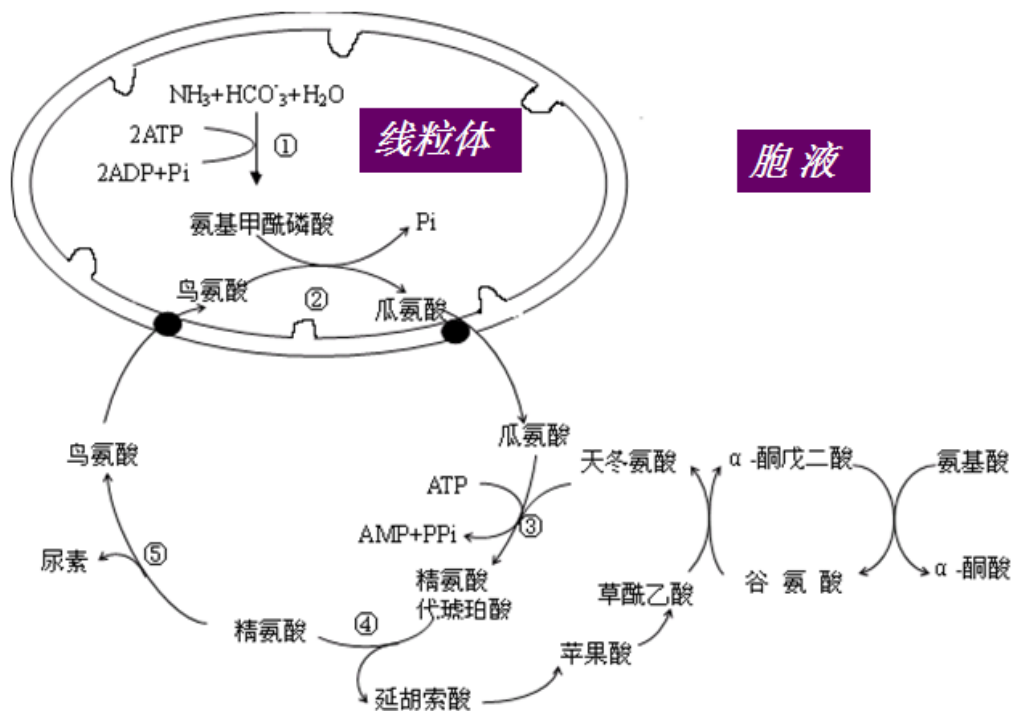 NH₃+HCO⁻₃+H₂O
2ATP
①
2ADP+Pi
线粒体
胞液
氨基甲酰磷酸
Pi
鸟氨酸
②
瓜氨酸
瓜氨酸
鸟氨酸
天冬氨酸
α-酮戊二酸
氨基酸
ATP
AMP+PPi
③
⑤
尿素
精氨酸
代琥珀酸
草酰乙酸
谷氨酸
α-酮酸
精氨酸
④
苹果酸
延胡索酸